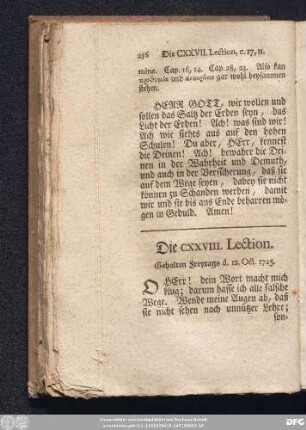 256 Die CXXVII. Lection, c. 17, 11.
mine. Cap. 16, 14. Cap. 28, 23. Also kan
gar wohl beysammen
stehen.
HERR GOTT, wir wollen und
sollen das Saltz der Erden seyn, das
Licht der Erden! Ach! was sind wir!
Ach wie siehts aus auf den hohen
Schulen! Du aber, HErr, kennest
die Deinen! Ach! bewahre die Dei-
nen in der Wahrheit und Demuth,
und auch in der Versicherung, daß sie
auf dem Wege seyen, dabey sie nicht
können zu Schanden werden, damit
wir und sie bis ans Ende beharren mö-
gen in Geduld. Amen!
Die CXXVIII. Lection.
Gehalten Freytags d. 12. Oct. 1725.
O HErr! dein Wort macht mich
klug; darum hasse ich alle falsche
Wege. Wende meine Augen ab, daß
sie nicht sehen nach unnützer Lehre;
son-